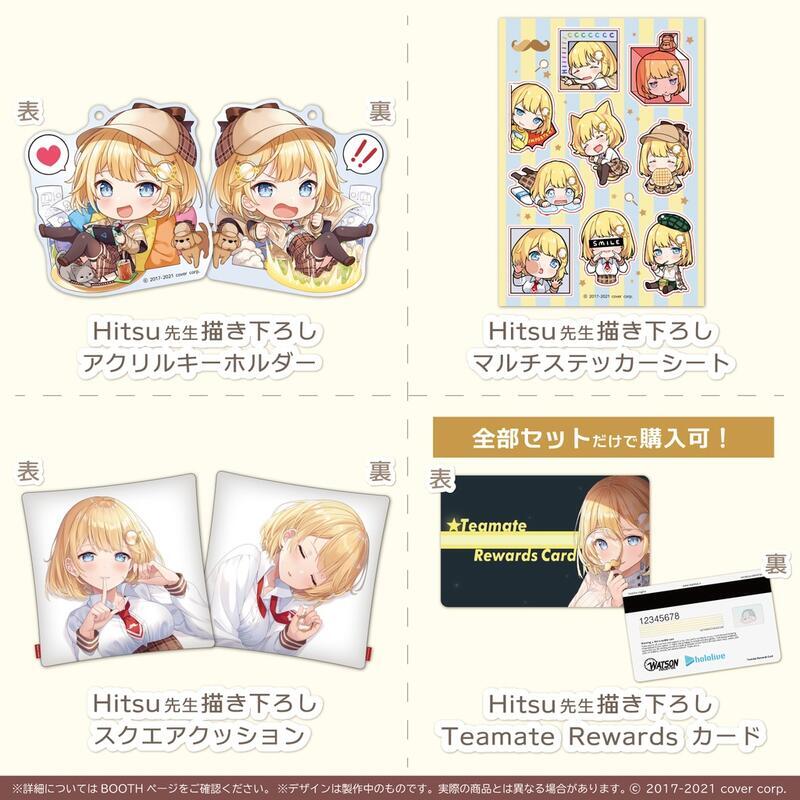 表
裏
© 2017-2021 cover corp.
Hitsu先生描き下ろし
アクリルキーホルダー
SMILE
© 2017-2021 cover corp.
Hitsu先生描き下ろし
マルチステッカーシート
表
裏
Hitsu先生描き下ろし
スクエアクッション
全部セットだけで購入可！
表
★Teamate
Rewards Card
裏
12345678
WATSON
hololive
Teamate Rewards Card
Hitsu先生描き下ろし
Teamate Rewards カード
※詳細については BOOTH ページをご確認ください。 ※デザインは製作中のものです。実際の商品とは異なる場合があります。© 2017-2021 cover corp.